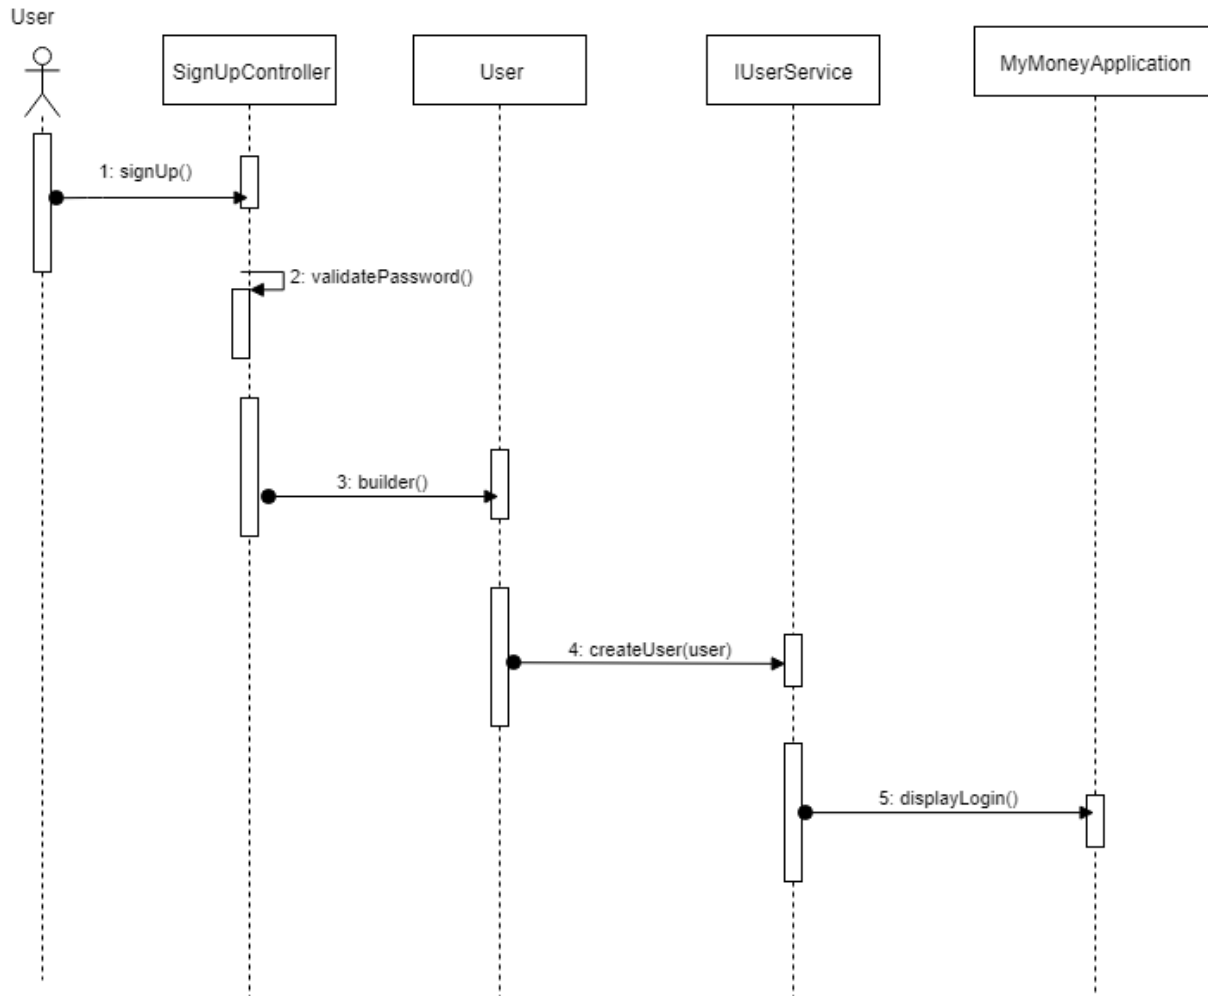 User
SignUpController
User
IUserService
MyMoneyApplication
1: signUp()
2: validatePassword()
3: builder()
4: createUser(user)
5: displayLogin()